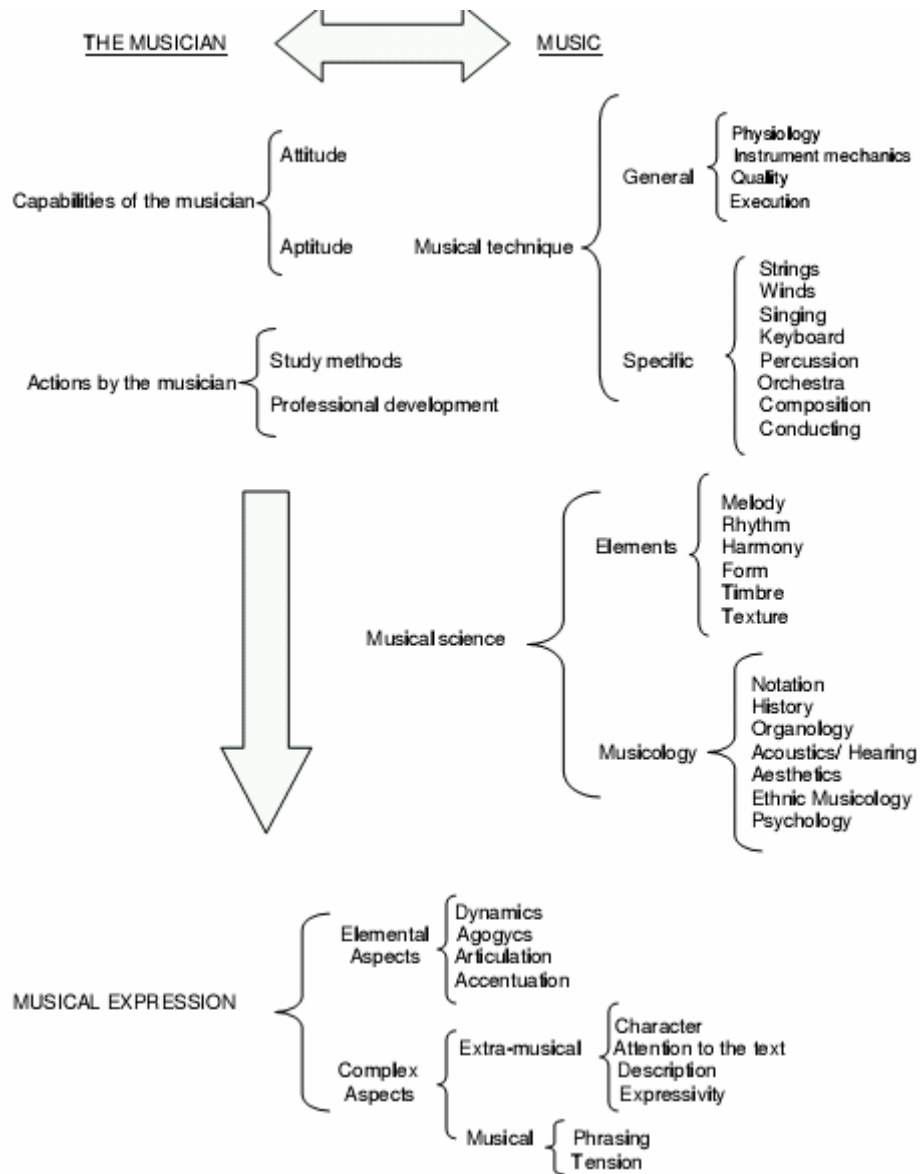 THE MUSICIAN
MUSIC
Capabilities of the musician
Attitude
Aptitude
Actions by the musician
Study methods
Professional development
Musical technique
General
Physiology
Instrument mechanics
Quality
Execution
Specific
Strings
Winds
Singing
Keyboard
Percussion
Orchestra
Composition
Conducting
Musical science
Elements
Melody
Rhythm
Harmony
Form
Timbre
Texture
Musicology
Notation
History
Organology
Acoustics/ Hearing
Aesthetics
Ethnic Musicology
Psychology
MUSICAL EXPRESSION
Elemental
Aspects
Dynamics
Agogycs
Articulation
Accentuation
Complex
Aspects
Extra-musical
Character
Attention to the text
Description
Expressivity
Musical
Phrasing
Tension